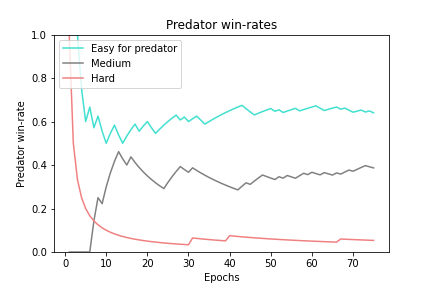 Predator win-rates
Predator win-rate
1.0
0.8
0.6
0.4
0.2
0.0
Easy for predator
Medium
Hard
0 10 20 30 40 50 60 70
Epochs